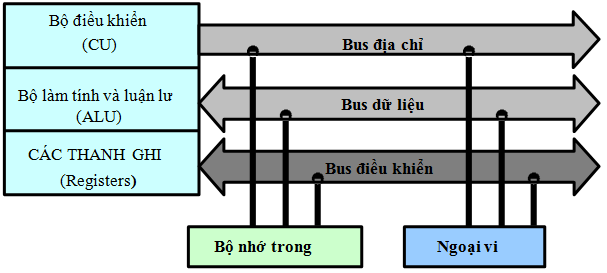 Bộ điều khiển
(CU)
Bus địa chỉ
Bộ làm tính và luận lư
(ALU)
Bus dữ liệu
CÁC THANH GHI
(Registers)
Bus điều khiển
Bộ nhớ trong
Ngoại vi